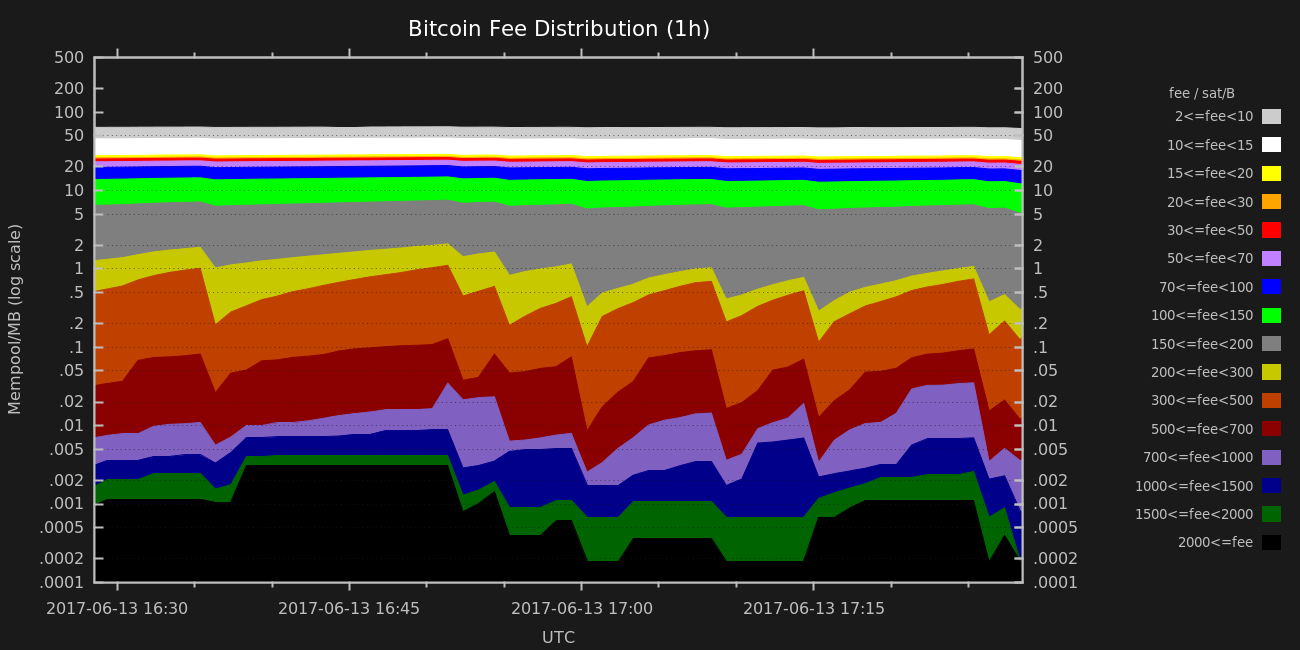 Bitcoin Fee Distribution (1h)
Mempool/MB (log scale)
500
200
100
50
20
10
5
2
1
.5
.2
.1
.05
.02
.01
.005
.002
.001
.0005
.0002
.0001
500
200
100
50
20
10
5
2
1
.5
.2
.1
.05
.02
.01
.005
.002
.001
.0005
.0002
.0001
2017-06-13 16:30 2017-06-13 16:45 2017-06-13 17:00 2017-06-13 17:15
UTC
fee / sat/B
2<=fee<10
10<=fee<15
15<=fee<20
20<=fee<30
30<=fee<50
50<=fee<70
70<=fee<100
100<=fee<150
150<=fee<200
200<=fee<300
300<=fee<500
500<=fee<700
700<=fee<1000
1000<=fee<1500
1500<=fee<2000
2000<=fee